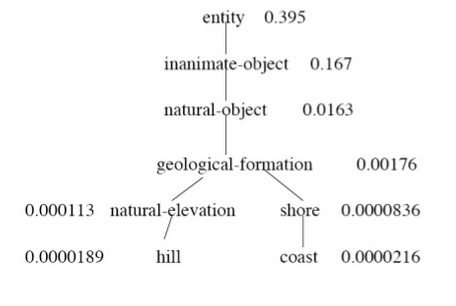 entity 0.395
inanimate-object 0.167
natural-object 0.0163
geological-formation 0.00176
0.000113 natural-elevation shore 0.0000836
0.0000189 hill coast 0.0000216